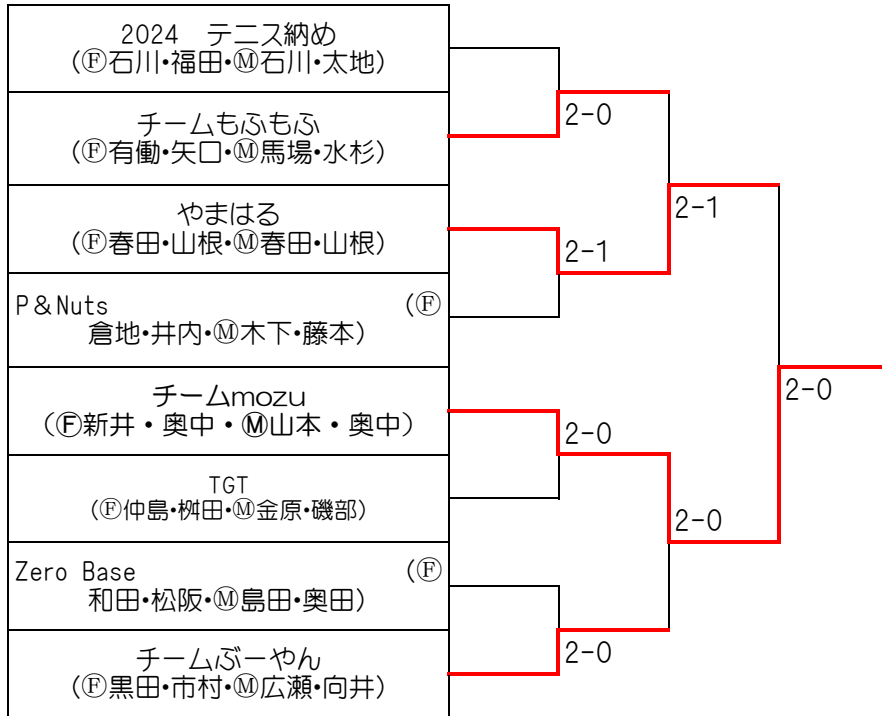 2024　テニス納め
（Ⓕ石川・福田・Ⓜ石川・太地）
2-0
チームもふもふ
（Ⓕ有働・矢口・Ⓜ馬場・水杉）
2-1
やまはる
（Ⓕ春田・山根・Ⓜ春田・山根）
2-1
P＆Nuts （Ⓕ
倉地・井内・Ⓜ木下・藤本）
チームmozu
（Ⓕ新井・奥中・Ⓜ山本・奥中）
2-0
2-0
TGT
（Ⓕ仲島・桝田・Ⓜ金原・磯部）
2-0
Zero Base （Ⓕ
和田・松阪・Ⓜ島田・奥田）
チームぶーやん
（Ⓕ黒田・市村・Ⓜ広瀬・向井）
2-0